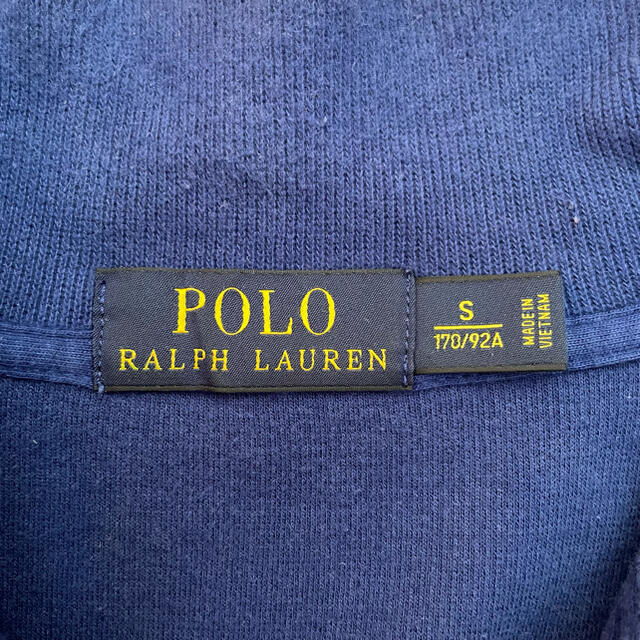 POLO
RALPH LAUREN
S
170/92A
MADE IN
VIETNAM